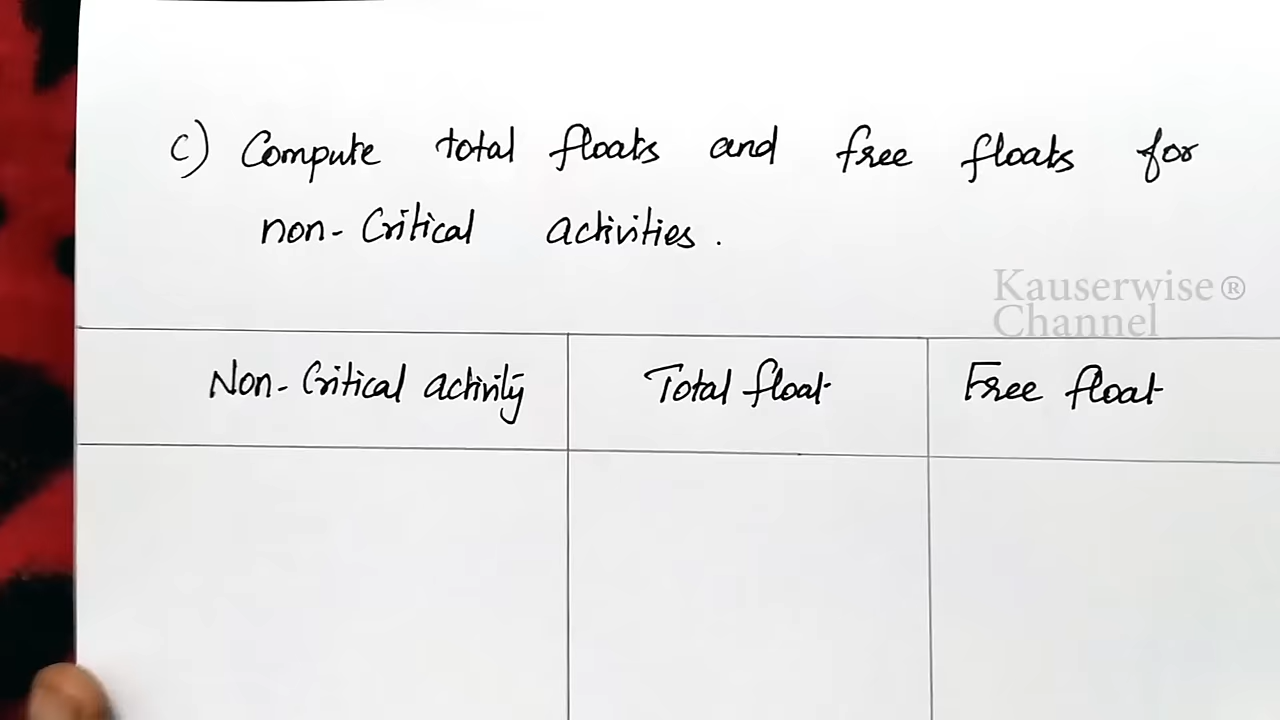 c) Compute total floats and free floats for
non-Critical activities.
Kauserwise®
Channel
Non-Critical activity Total float Free float